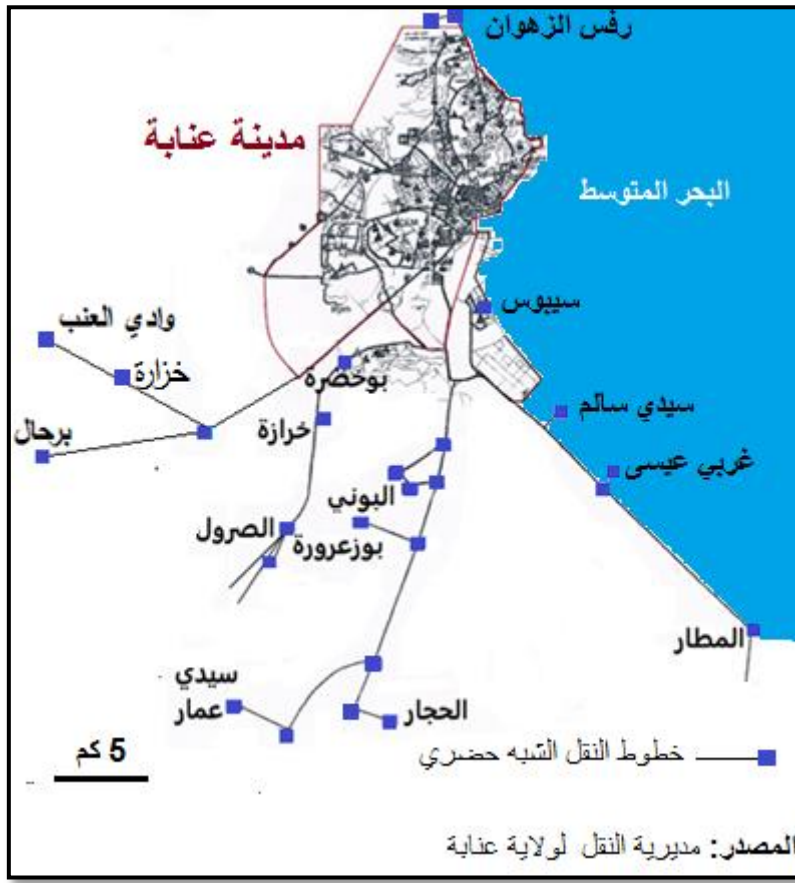 رفس الزهوان
مدينة عنابة
البحر المتوسط
سيبوس
وادي العنب
خزارة
بوخضرة
سيدي سالم
خرازة
برحال
غربي عيسى
البوني
الصرول
بوزعرورة
المطار
سيدي
عمار
الحجار
5 كم
خطوط النقل الشبه حضري
المصدر: مديرية النقل لولاية عنابة